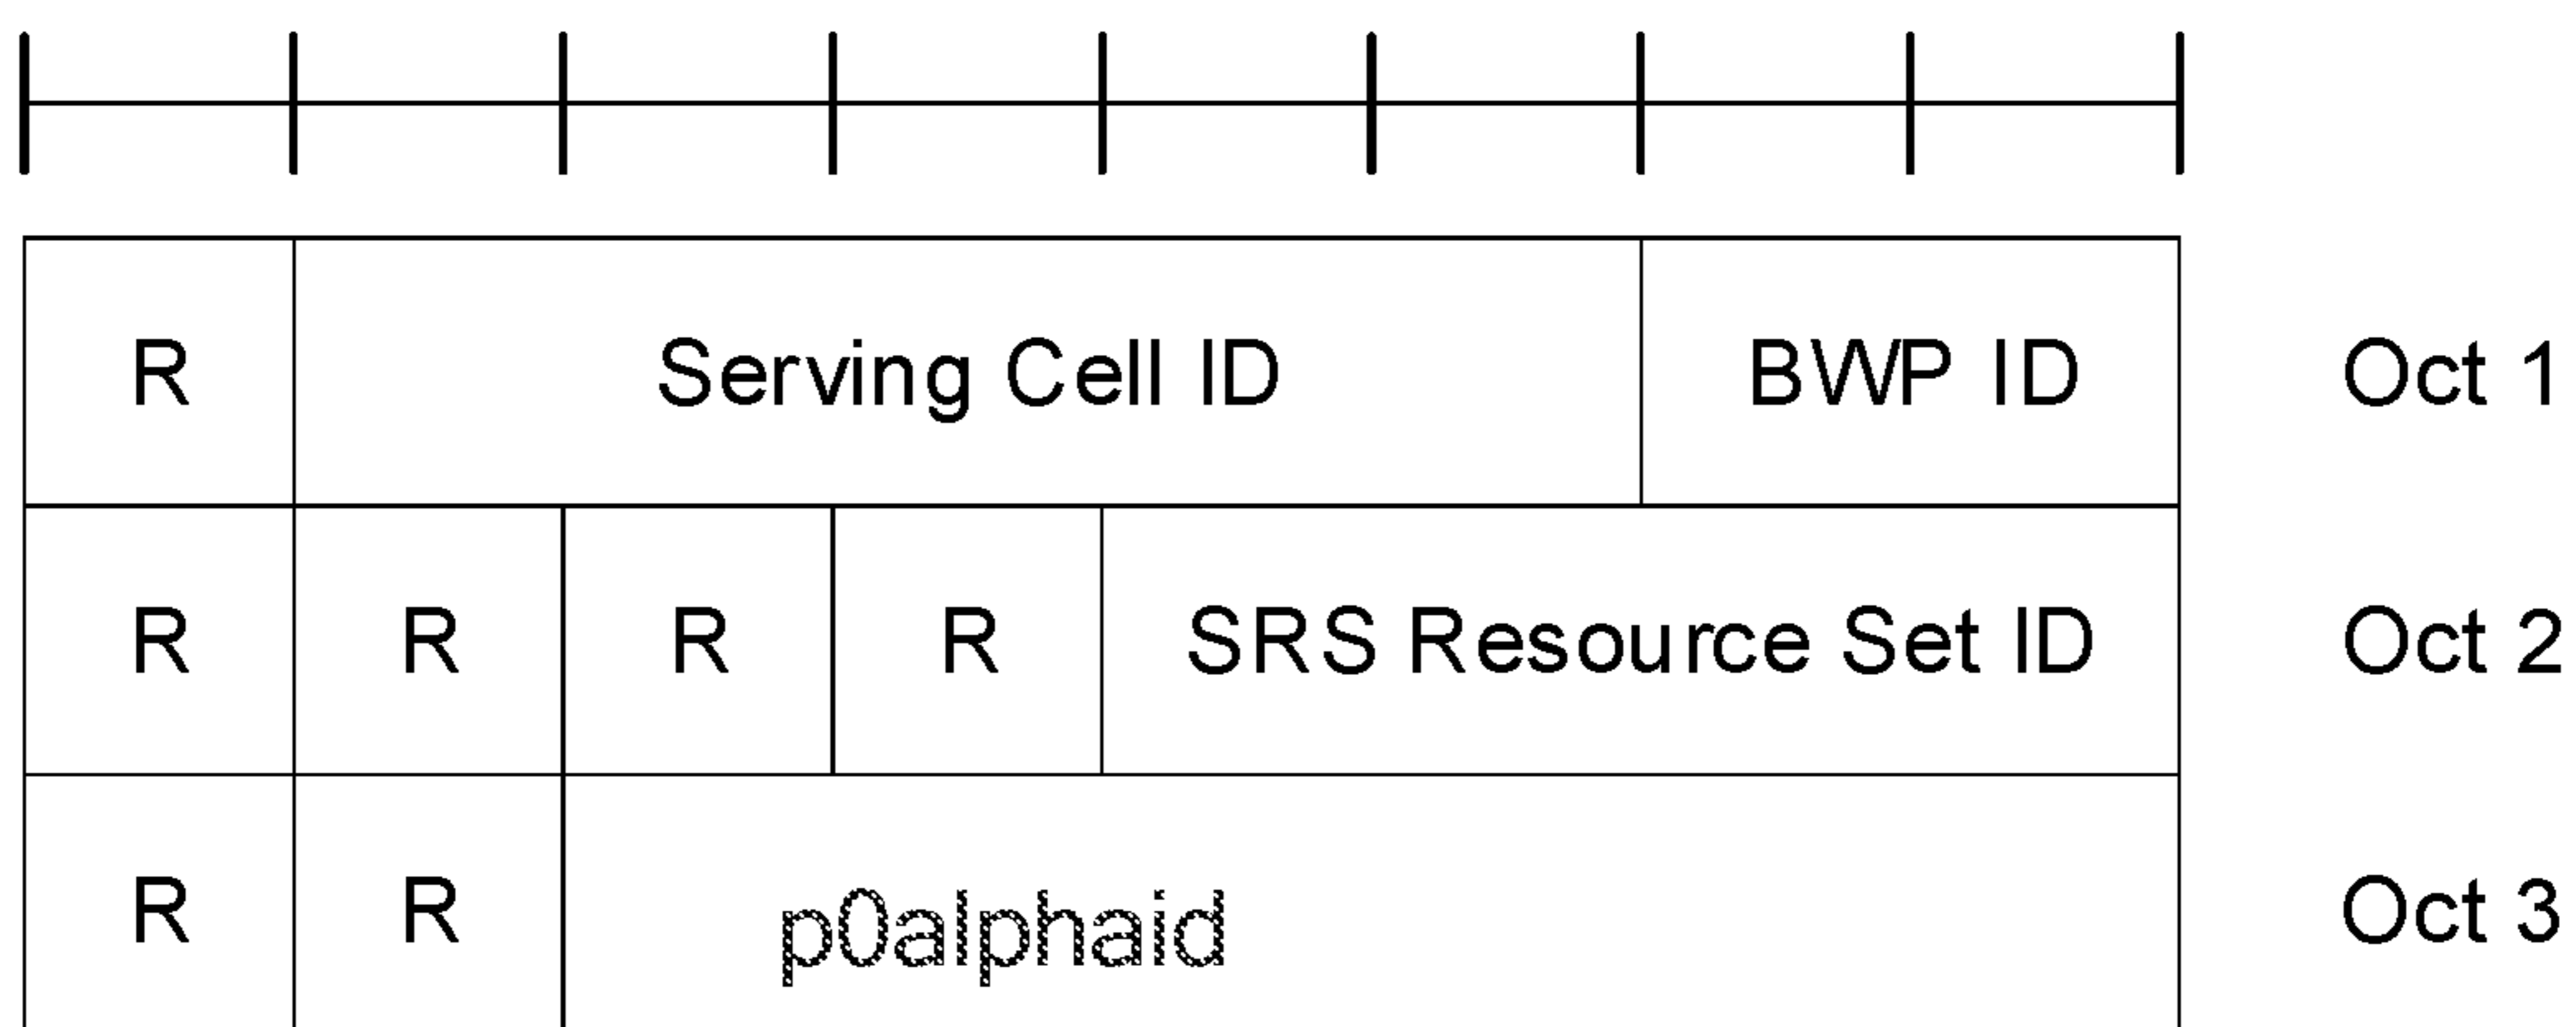 R Serving Cell ID BWP ID Oct 1
R R R R SRS Resource Set ID Oct 2
R R p0alphaid Oct 3